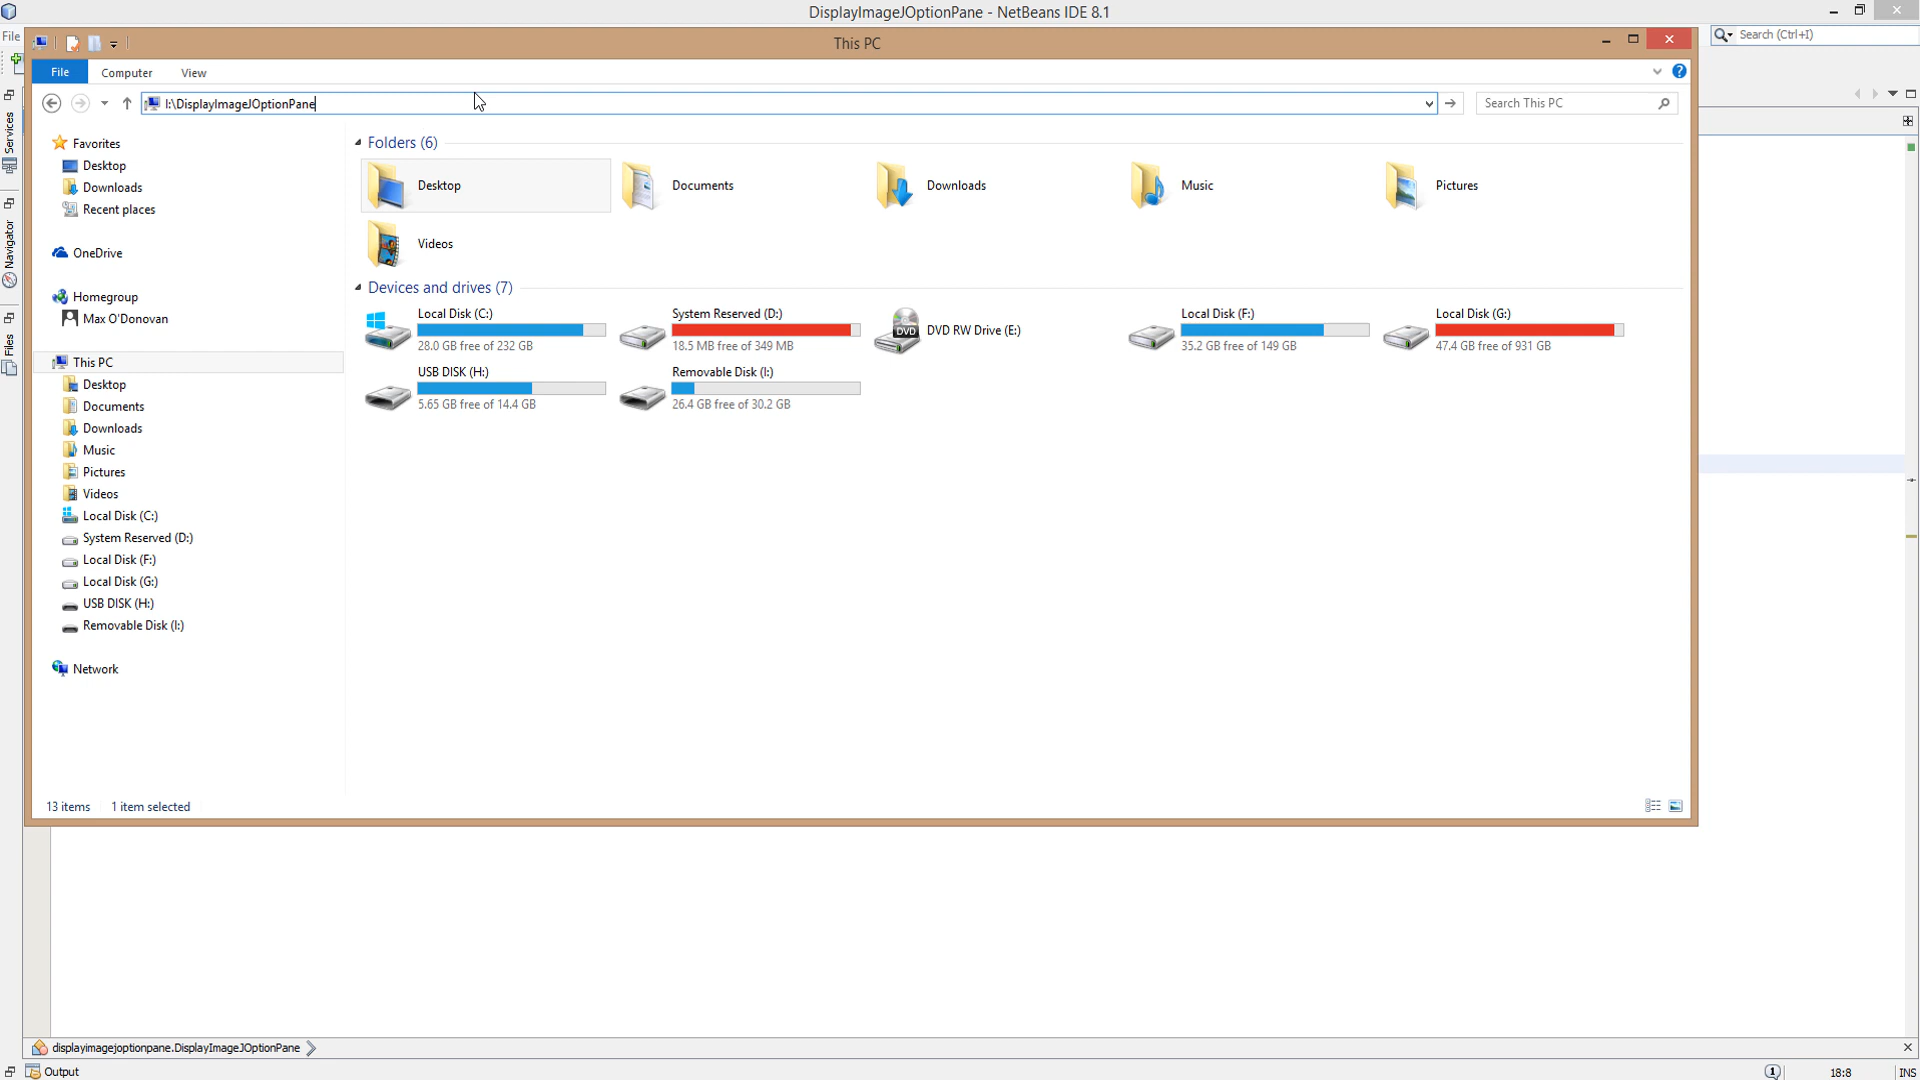 DisplayImageJOptionPane - NetBeans IDE 8.1
File
Search (Ctrl+I)
This PC
File
Computer
View
I:\DisplayImageJOptionPane
Search This PC
Services
Navigator
Files
Favorites
Desktop
Downloads
Recent places
OneDrive
Homegroup
Max O'Donovan
This PC
Desktop
Documents
Downloads
Music
Pictures
Videos
Local Disk (C:)
System Reserved (D:)
Local Disk (F:)
Local Disk (G:)
USB DISK (H:)
Removable Disk (I:)
Network
Folders (6)
Desktop
Documents
Downloads
Music
Pictures
Videos
Devices and drives (7)
Local Disk (C:)
28.0 GB free of 232 GB
System Reserved (D:)
18.5 MB free of 349 MB
DVD
DVD RW Drive (E:)
Local Disk (F:)
35.2 GB free of 149 GB
Local Disk (G:)
47.4 GB free of 931 GB
USB DISK (H:)
5.65 GB free of 14.4 GB
Removable Disk (I:)
26.4 GB free of 30.2 GB
13 items
1 item selected
displayimagejoptionpane.DisplayImageJOptionPane
Output
18:8
INS